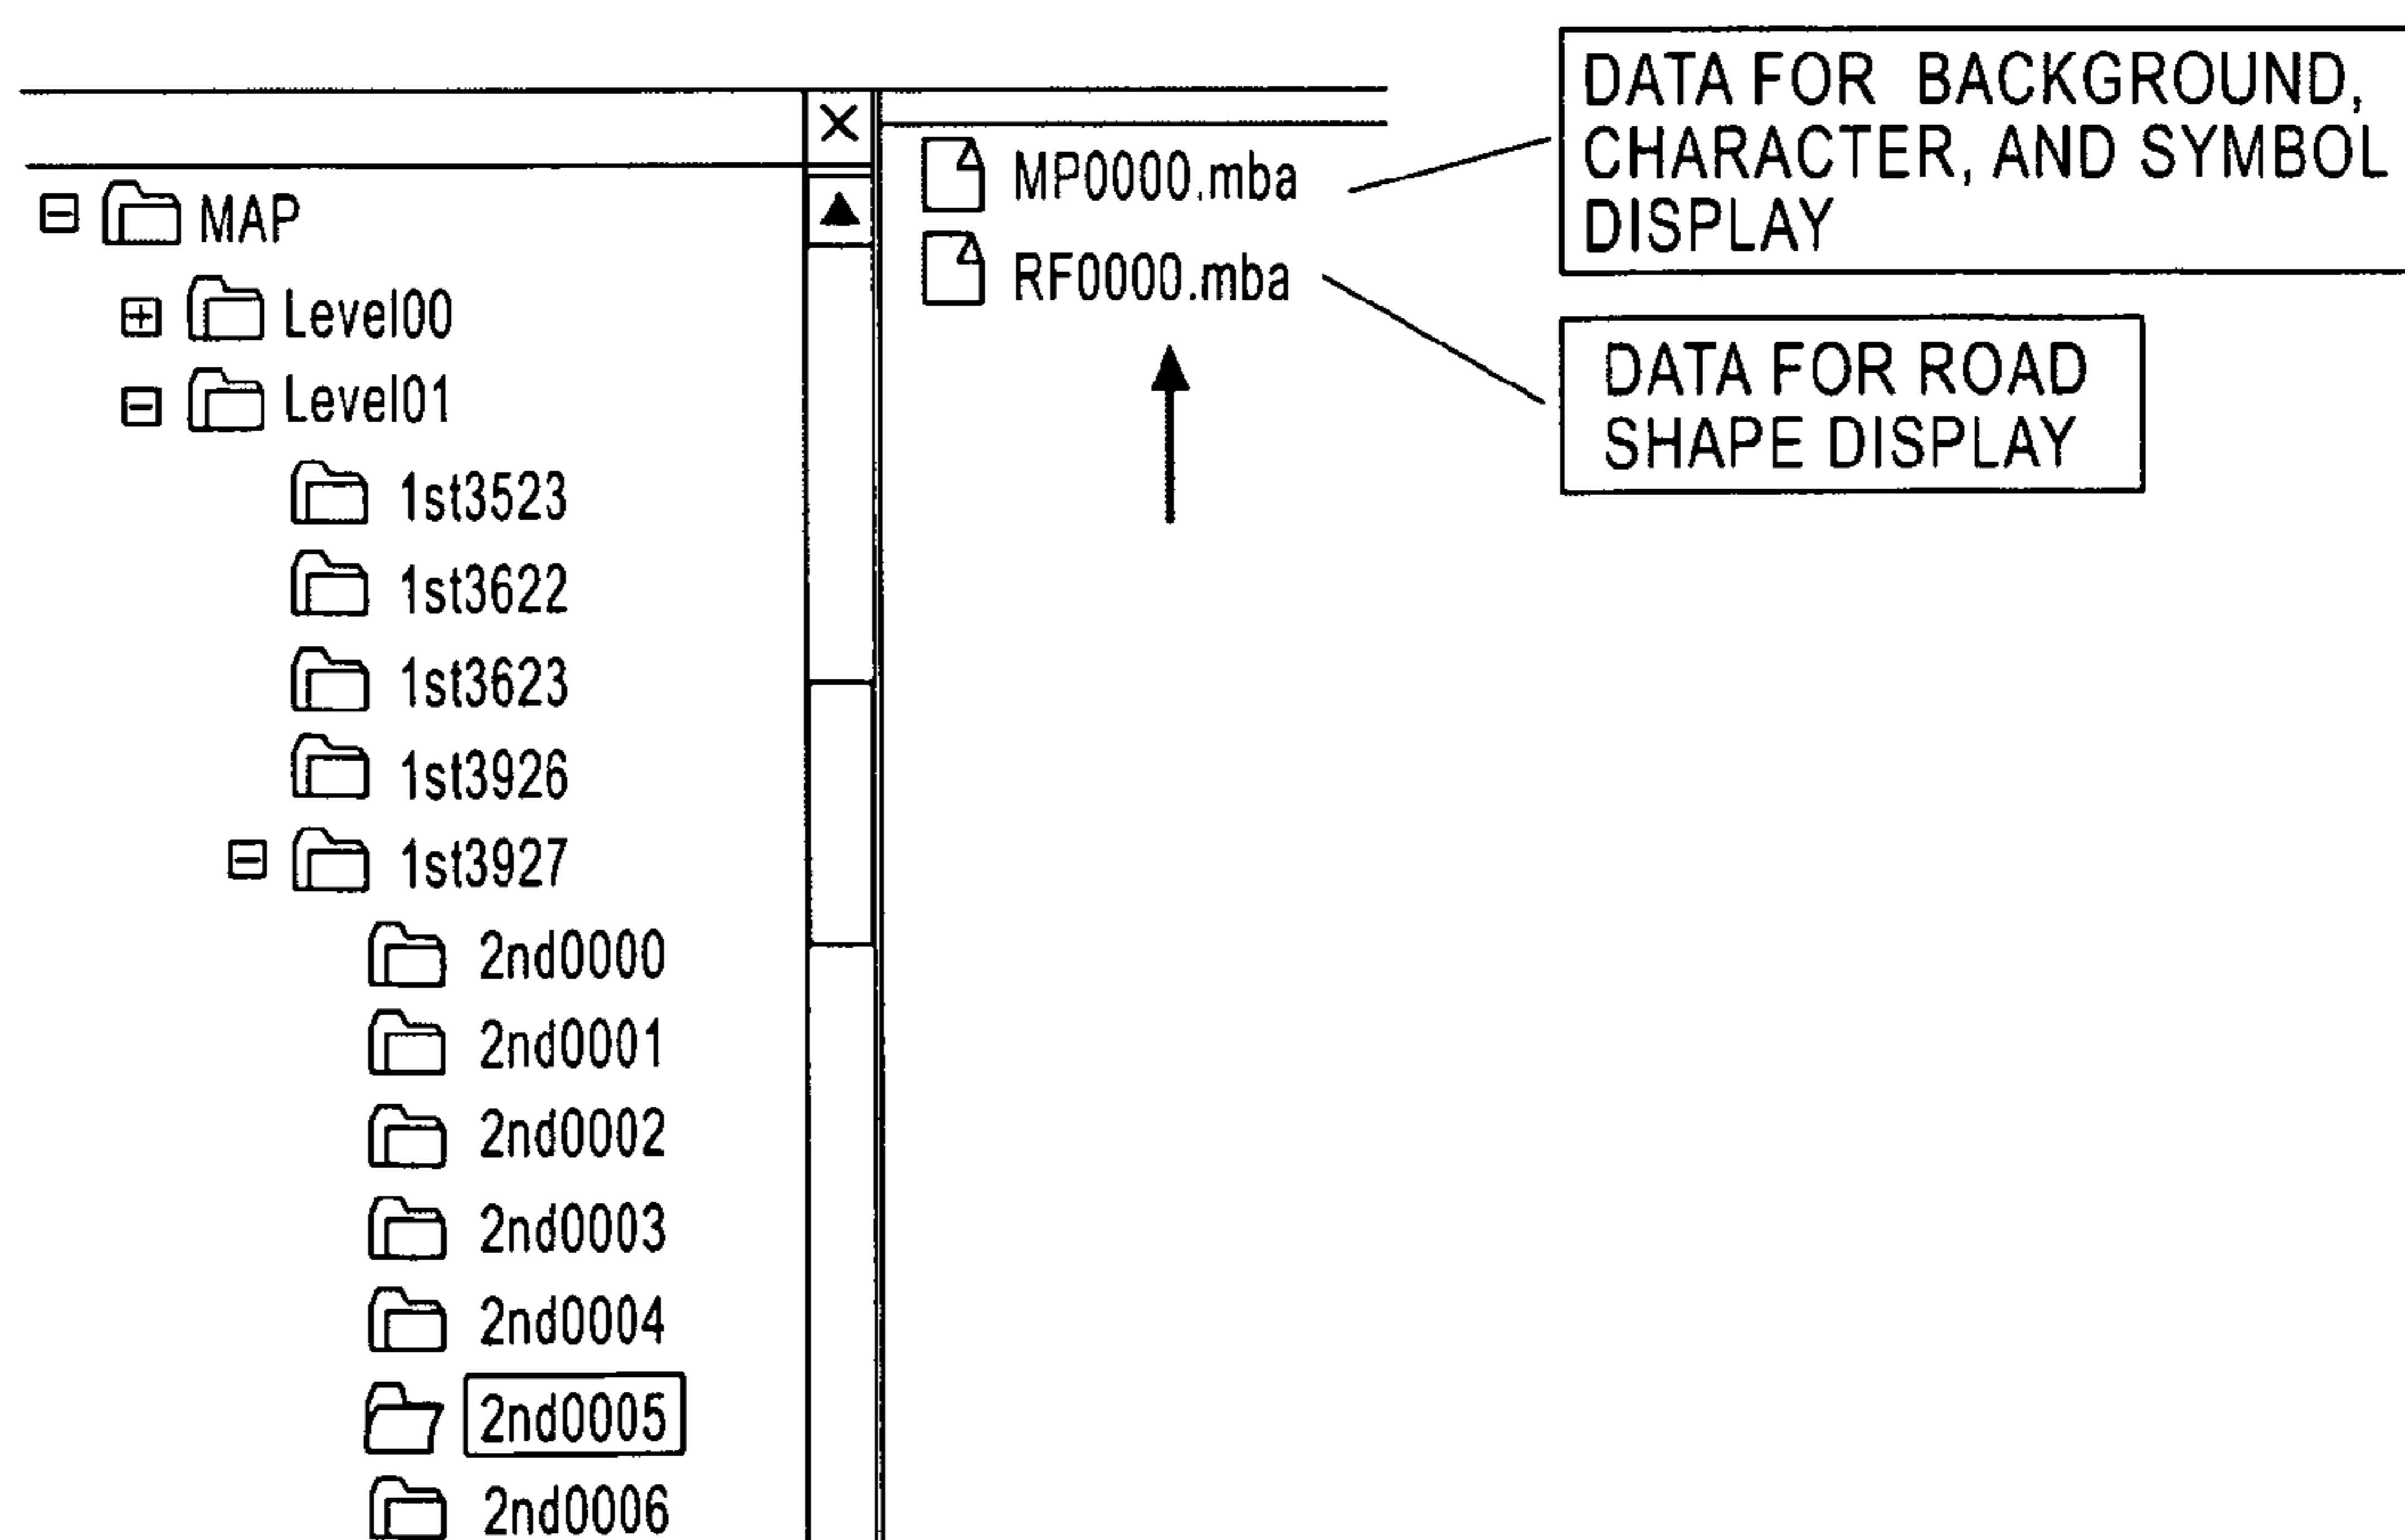 MAP
Level00
Level01
1st3523
1st3622
1st3623
1st3926
1st3927
2nd0000
2nd0001
2nd0002
2nd0003
2nd0004
2nd0005
2nd0006
MP0000.mba
RF0000.mba
DATA FOR BACKGROUND,
CHARACTER, AND SYMBOL
DISPLAY
DATA FOR ROAD
SHAPE DISPLAY